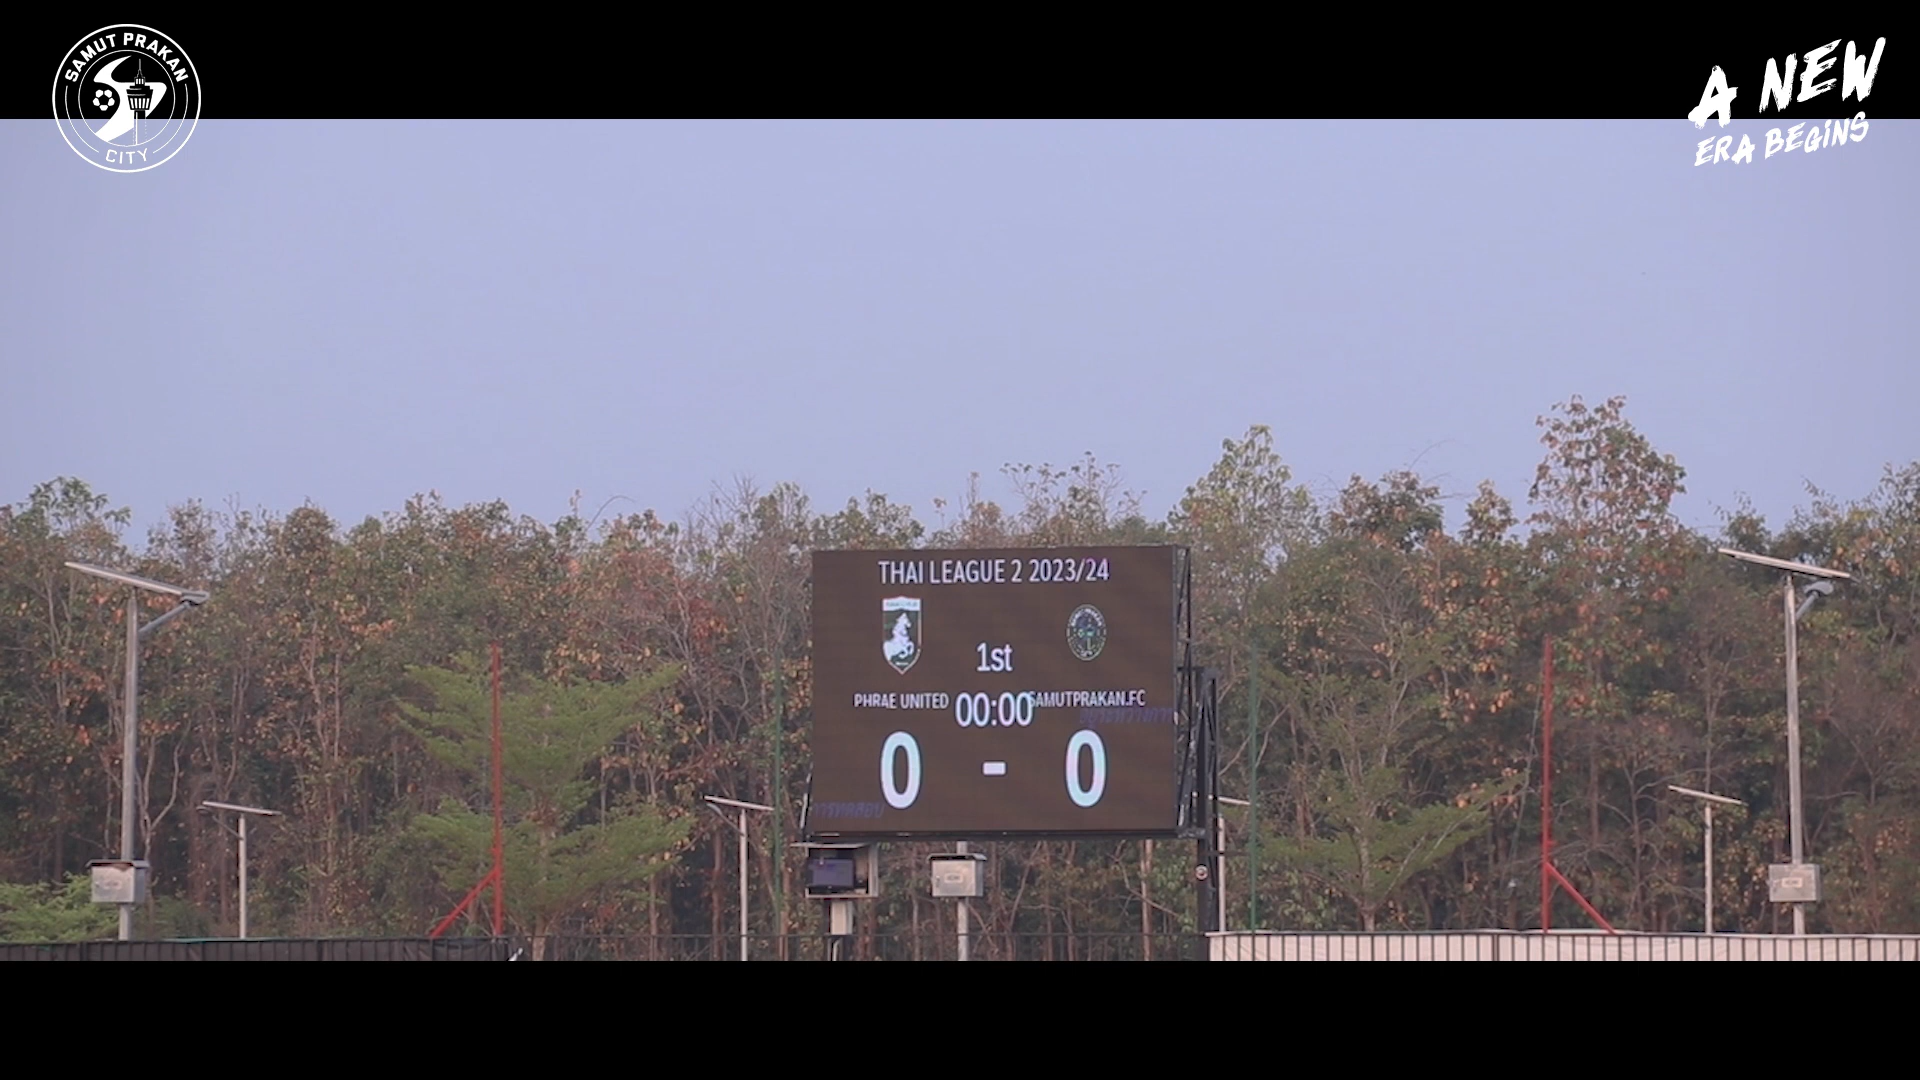 SAMUT PRAKAN
CITY
A NEW
ERA BEGINS
THAI LEAGUE 2 2023/24
1st
PHRAE UNITED 00:00 SAMUTPRAKAN.FC
0 - 0